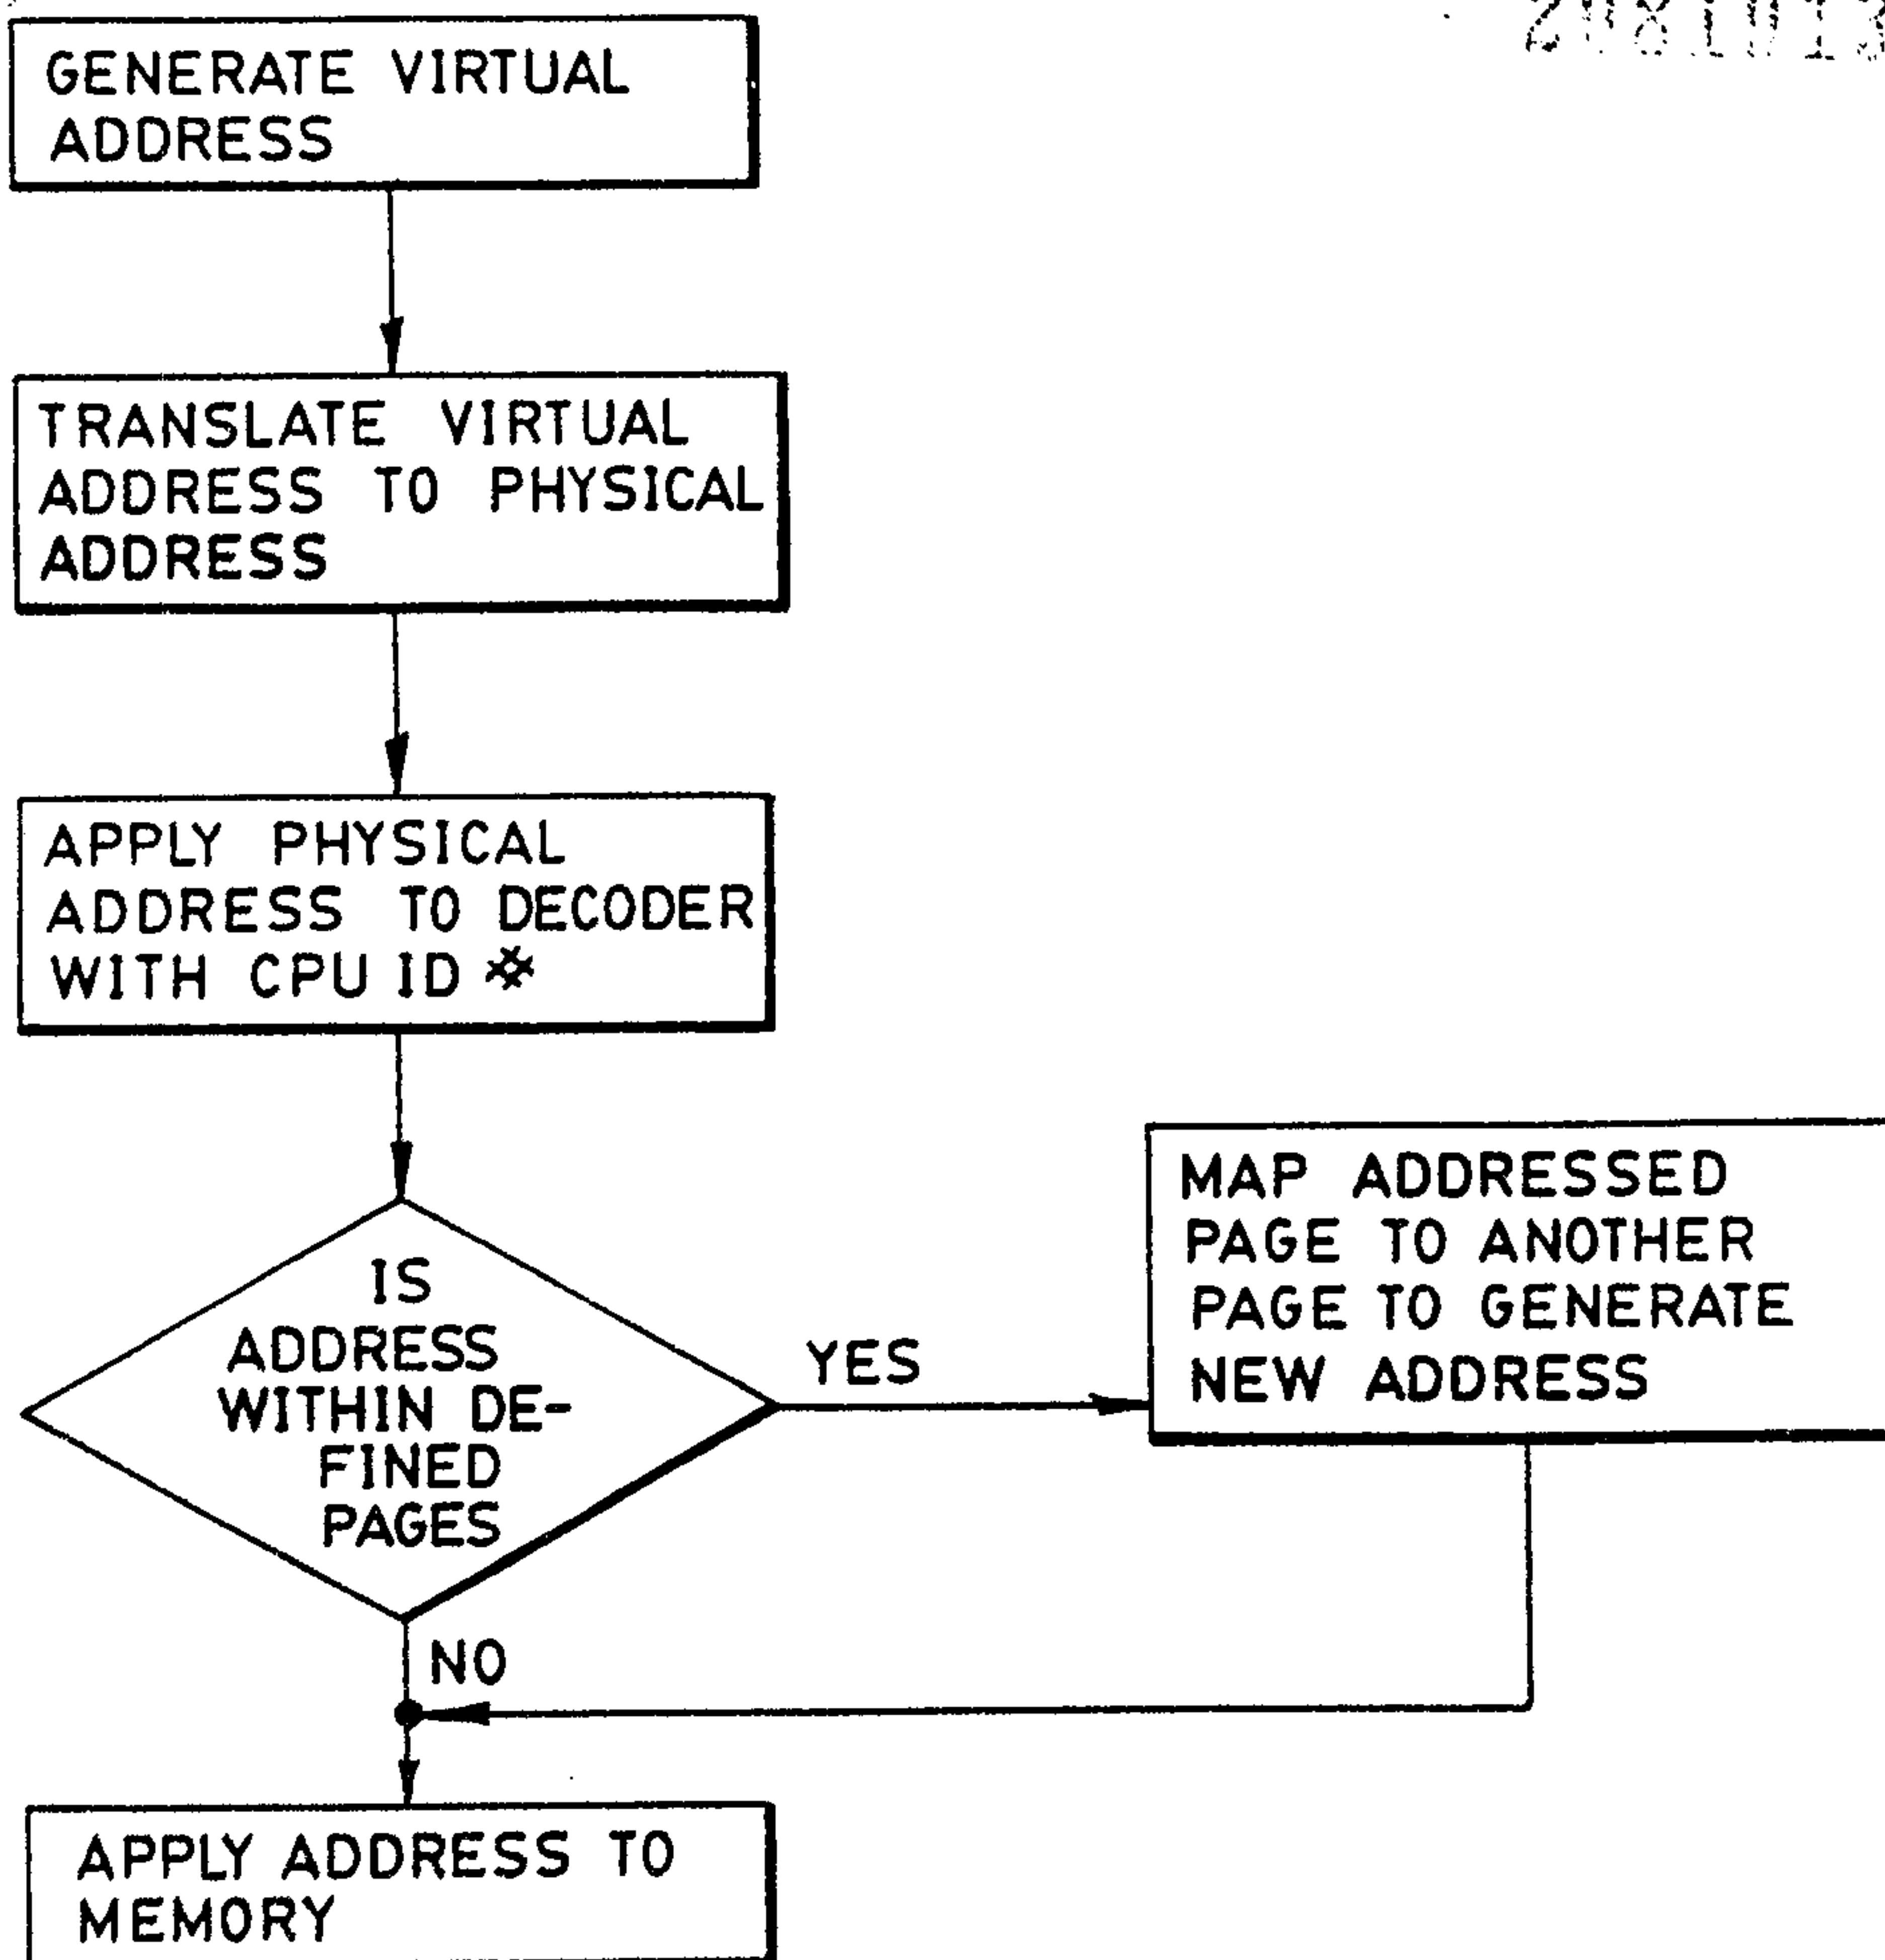 GENERATE VIRTUAL
ADDRESS
TRANSLATE VIRTUAL
ADDRESS TO PHYSICAL
ADDRESS
APPLY PHYSICAL
ADDRESS TO DECODER
WITH CPU ID *
IS
ADDRESS
WITHIN DE-
FINED
PAGES
YES
MAP ADDRESSED
PAGE TO ANOTHER
PAGE TO GENERATE
NEW ADDRESS
NO
APPLY ADDRESS TO
MEMORY